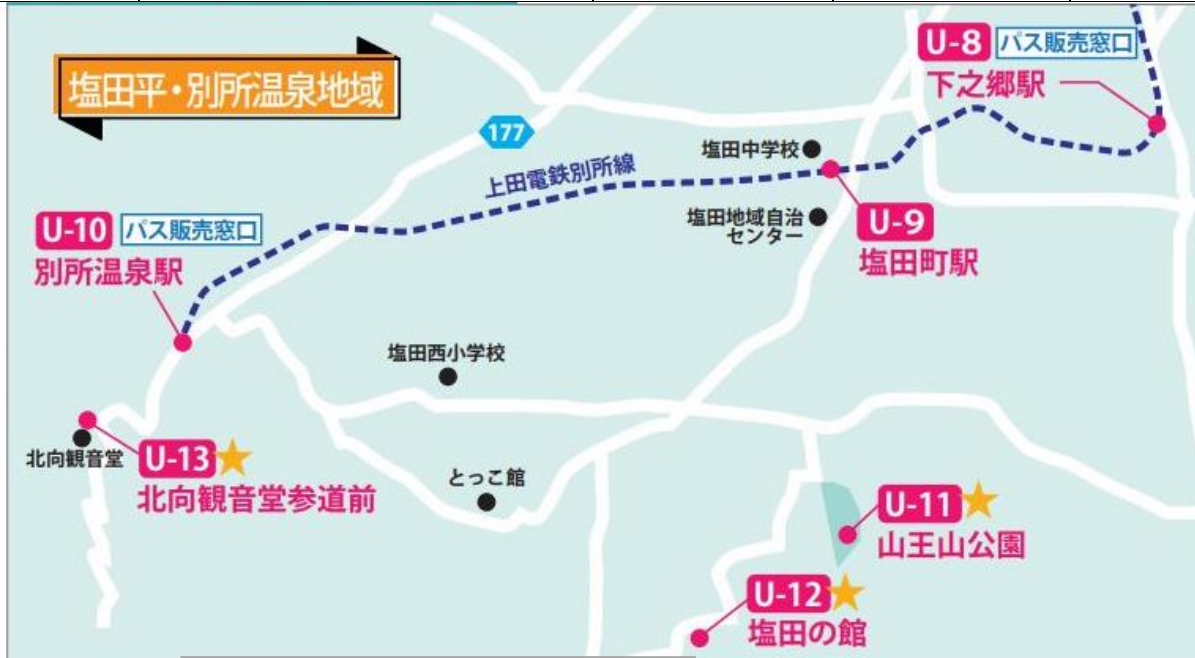 塩田平・別所温泉地域
U-8 パス販売窓口
下之郷駅
177
塩田中学校
上田電鉄別所線
塩田地域自治
センター
U-9
塩田町駅
U-10 パス販売窓口
別所温泉駅
塩田西小学校
北向観音堂
U-13
北向観音堂参道前
とっこ館
U-11
山王山公園
U-12
塩田の館